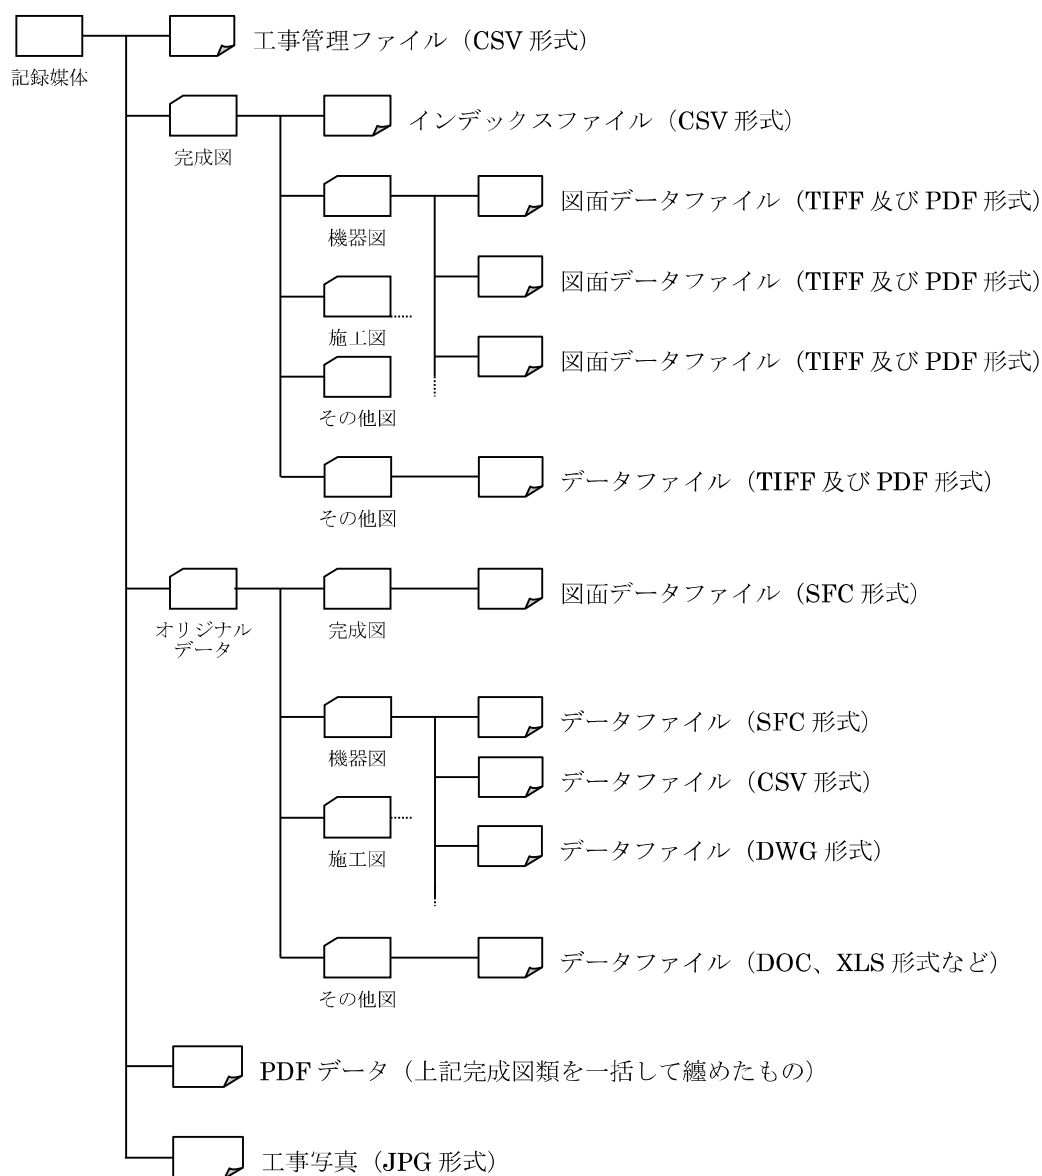 工事管理ファイル（CSV 形式）
記録媒体
インデックスファイル（CSV 形式）
完成図
図面データファイル（TIFF 及び PDF 形式）
機器図
図面データファイル（TIFF 及び PDF 形式）
施工図
図面データファイル（TIFF 及び PDF 形式）
その他図
データファイル（TIFF 及び PDF 形式）
その他図
図面データファイル（SFC 形式）
オリジナル
データ
完成図
データファイル（SFC 形式）
機器図
データファイル（CSV 形式）
データファイル（DWG 形式）
施工図
データファイル（DOC、XLS 形式など）
その他図
PDF データ（上記完成図類を一括して纏めたもの）
工事写真（JPG 形式）